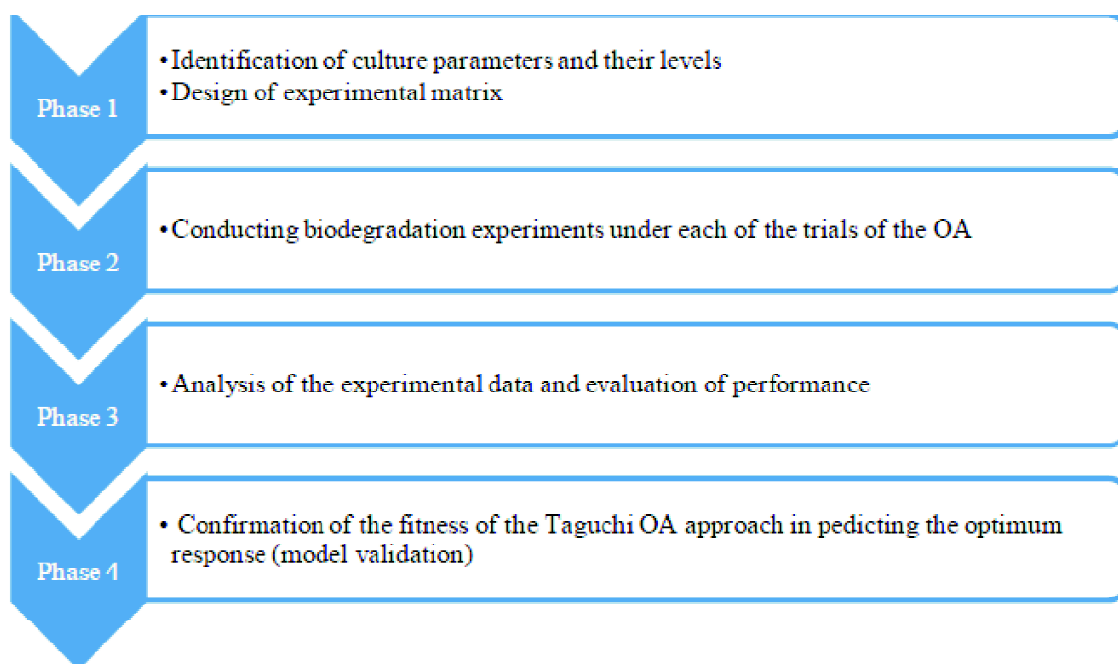 Phase 1
•Identification of culture parameters and their levels
•Design of experimental matrix
Phase 2
•Conducting biodegradation experiments under each of the trials of the OA
Phase 3
•Analysis of the experimental data and evaluation of performance
Phase 4
• Confirmation of the fitness of the Taguchi OA approach in pedicting the optimum
response (model validation)